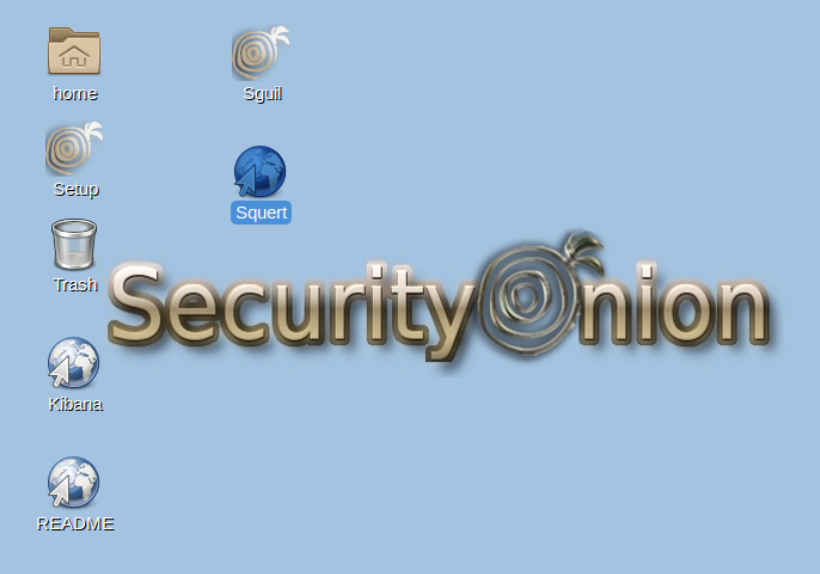 home
Sguil
Setup
Squert
Trash
SecurityOnion
Kibana
README